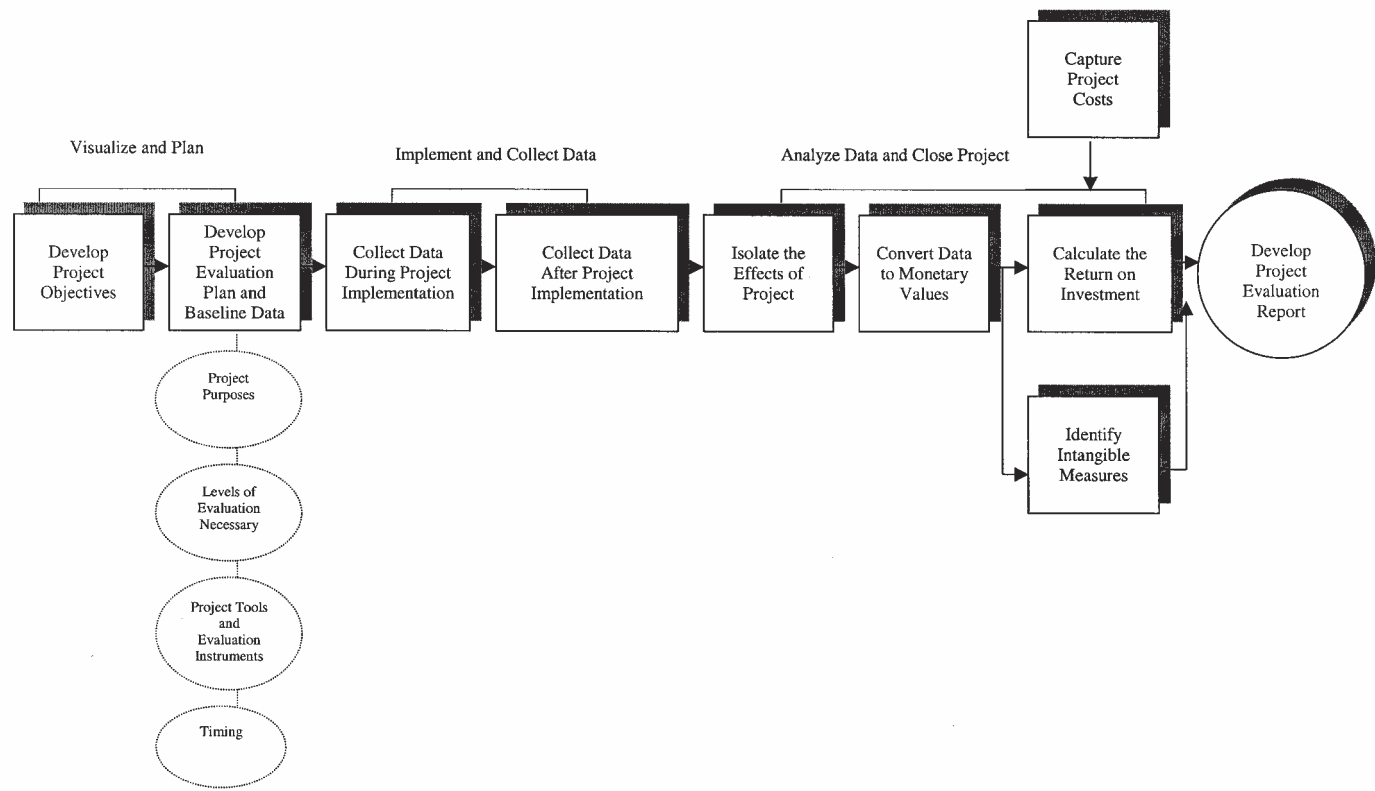 Capture
Project
Costs
Visualize and Plan
Implement and Collect Data
Analyze Data and Close Project
Develop
Project
Objectives
Develop
Project
Evaluation
Plan and
Baseline Data
Collect Data
During Project
Implementation
Collect Data
After Project
Implementation
Isolate the
Effects of
Project
Convert Data
to Monetary
Values
Calculate the
Return on
Investment
Develop
Project
Evaluation
Report
Project
Purposes
Levels of
Evaluation
Necessary
Project Tools
and
Evaluation
Instruments
Timing
Identify
Intangible
Measures